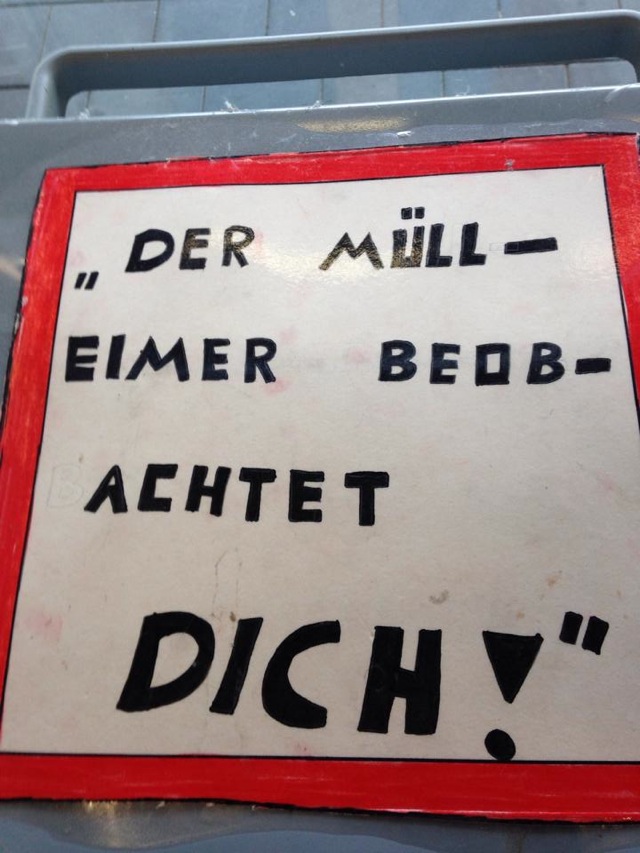 „DER MÜLL-
EIMER BEOB-
ACHTET
DICH!"